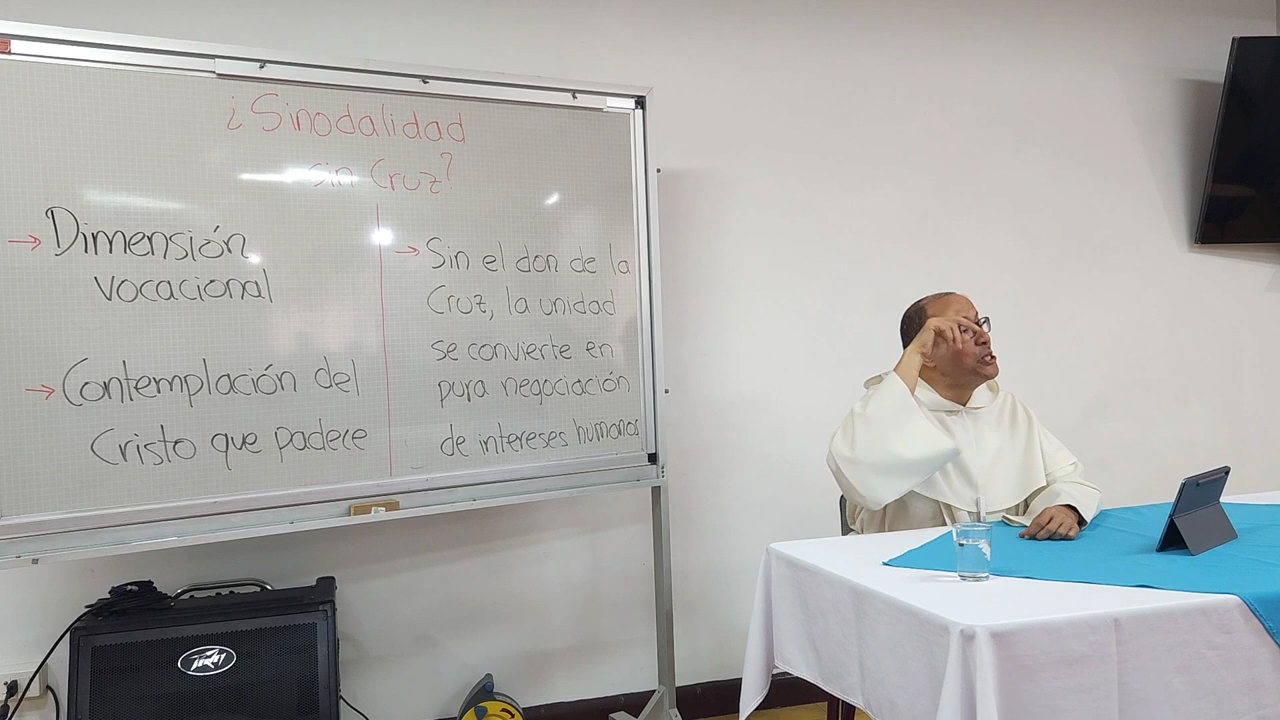 ¿Sinodalidad
sin Cruz?
→ Dimensión
vocacional
→ Contemplación del
Cristo que padece
→ Sin el don de la
Cruz, la unidad
se convierte en
pura negociación
de intereses humanos
PEAVEY